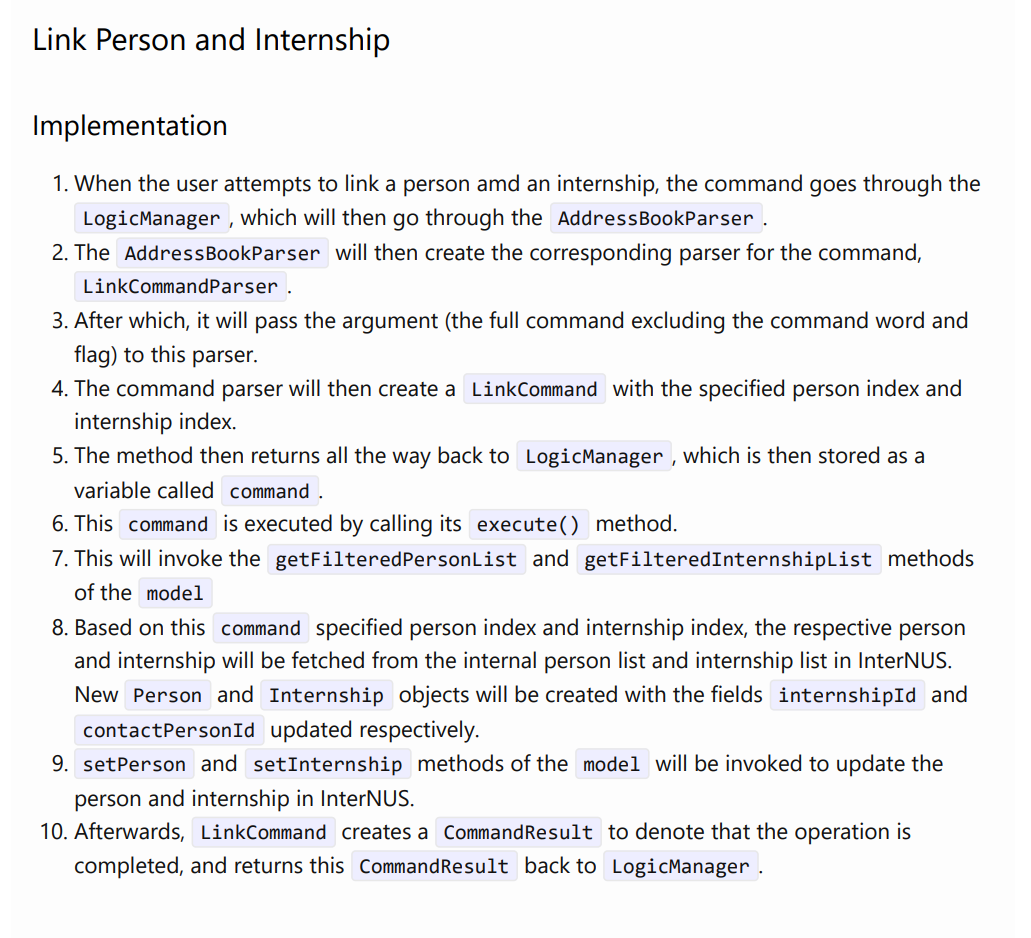 Link Person and Internship
Implementation
1. When the user attempts to link a person amd an internship, the command goes through the
LogicManager , which will then go through the AddressBookParser .
2. The AddressBookParser will then create the corresponding parser for the command,
LinkCommandParser .
3. After which, it will pass the argument (the full command excluding the command word and
flag) to this parser.
4. The command parser will then create a LinkCommand with the specified person index and
internship index.
5. The method then returns all the way back to LogicManager , which is then stored as a
variable called command .
6. This command is executed by calling its execute() method.
7. This will invoke the getFilteredPersonList and getFilteredInternshipList methods
of the model
8. Based on this command specified person index and internship index, the respective person
and internship will be fetched from the internal person list and internship list in InterNUS.
New Person and Internship objects will be created with the fields internshipId and
contactPersonId updated respectively.
9. setPerson and setInternship methods of the model will be invoked to update the
person and internship in InterNUS.
10. Afterwards, LinkCommand creates a CommandResult to denote that the operation is
completed, and returns this CommandResult back to LogicManager .